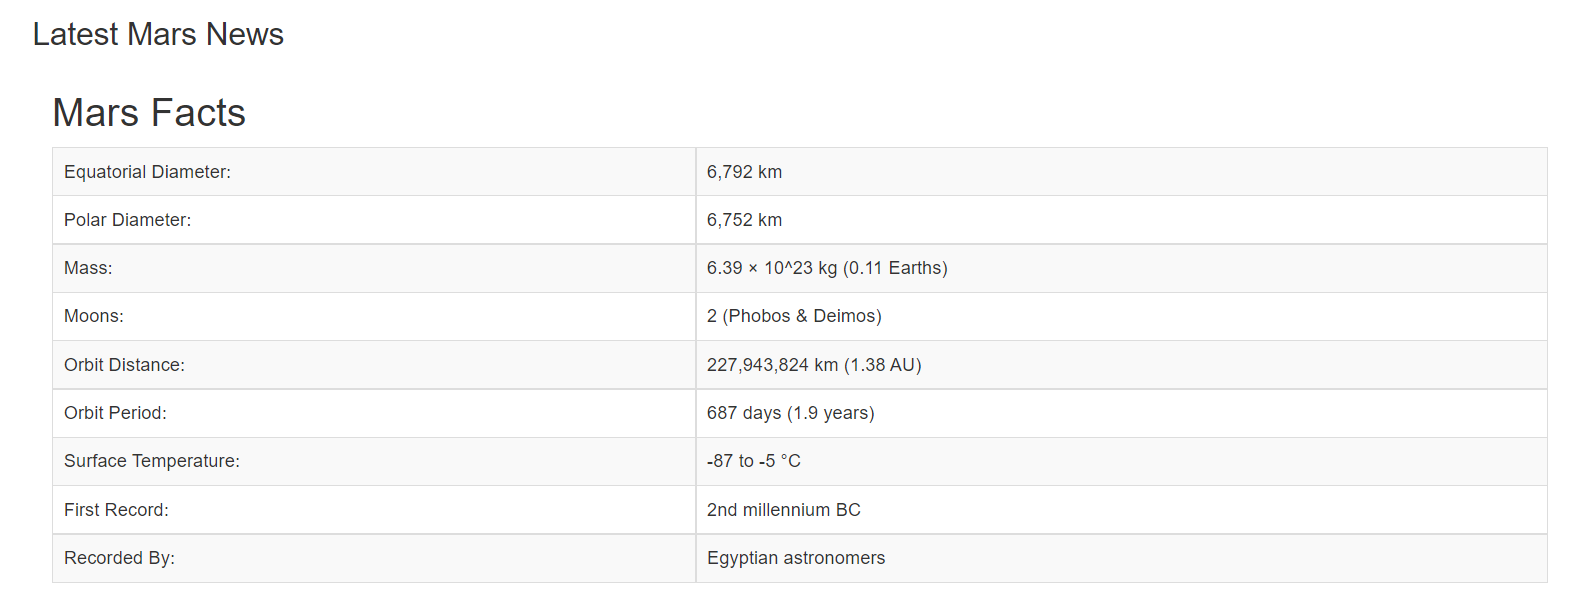 Latest Mars News
Mars Facts
Equatorial Diameter: 6,792 km
Polar Diameter: 6,752 km
Mass: 6.39 × 10^23 kg (0.11 Earths)
Moons: 2 (Phobos & Deimos)
Orbit Distance: 227,943,824 km (1.38 AU)
Orbit Period: 687 days (1.9 years)
Surface Temperature: -87 to -5 °C
First Record: 2nd millennium BC
Recorded By: Egyptian astronomers